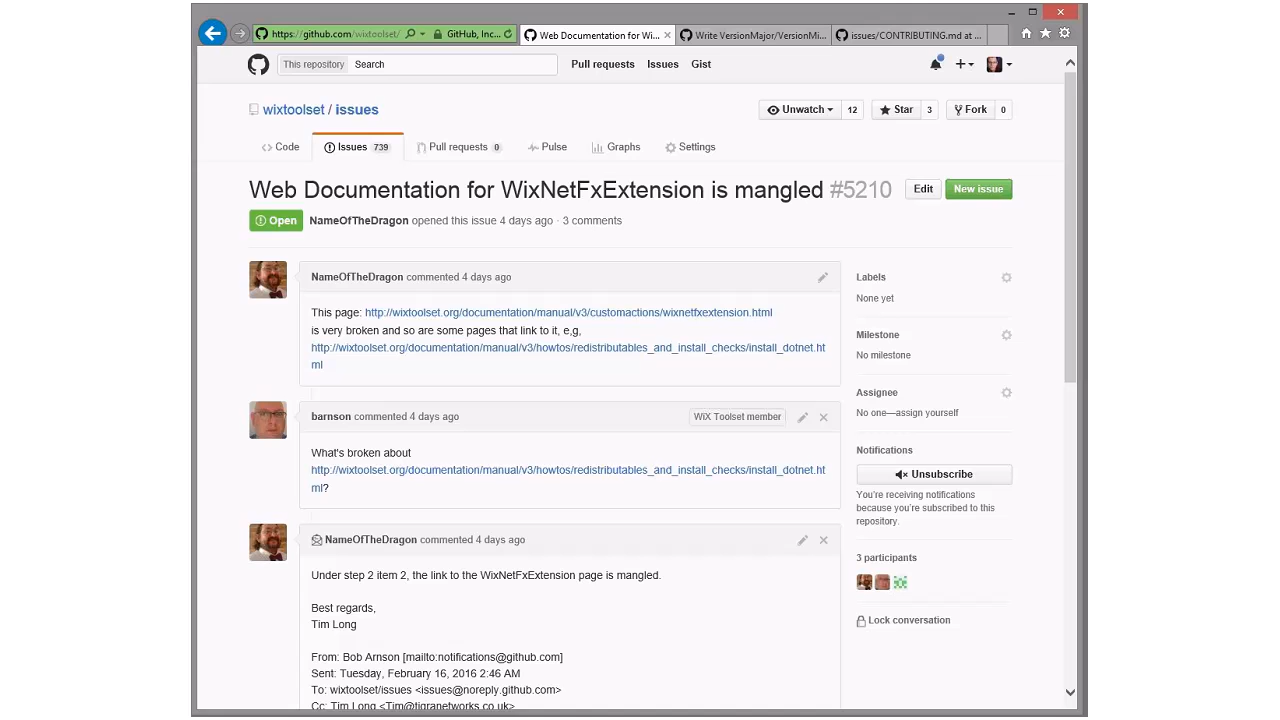 https://github.com/wixtoolset/ GitHub, Inc... Web Documentation for Wi... Write VersionMajor/VersionMi... issues/CONTRIBUTING.md at ...
This repository Search Pull requests Issues Gist
wixtoolset / issues Unwatch 12 Star 3 Fork 0
Code Issues 739 Pull requests 0 Pulse Graphs Settings
Web Documentation for WixNetFxExtension is mangled #5210 Edit New issue
Open NameOfTheDragon opened this issue 4 days ago · 3 comments
NameOfTheDragon commented 4 days ago
This page: http://wixtoolset.org/documentation/manual/v3/customactions/wixnetfxextension.html
is very broken and so are some pages that link to it, e,g,
http://wixtoolset.org/documentation/manual/v3/howtos/redistributables_and_install_checks/install_dotnet.ht
ml
barnson commented 4 days ago WiX Toolset member
What's broken about
http://wixtoolset.org/documentation/manual/v3/howtos/redistributables_and_install_checks/install_dotnet.ht
ml?
NameOfTheDragon commented 4 days ago
Under step 2 item 2, the link to the WixNetFxExtension page is mangled.
Best regards,
Tim Long
From: Bob Arnson [mailto:notifications@github.com]
Sent: Tuesday, February 16, 2016 2:46 AM
To: wixtoolset/issues <issues@noreply.github.com>
Cc: Tim Long <Tim@tigranetworks.co.uk>
Labels
None yet
Milestone
No milestone
Assignee
No one—assign yourself
Notifications
Unsubscribe
You're receiving notifications
because you're subscribed to this
repository.
3 participants
Lock conversation